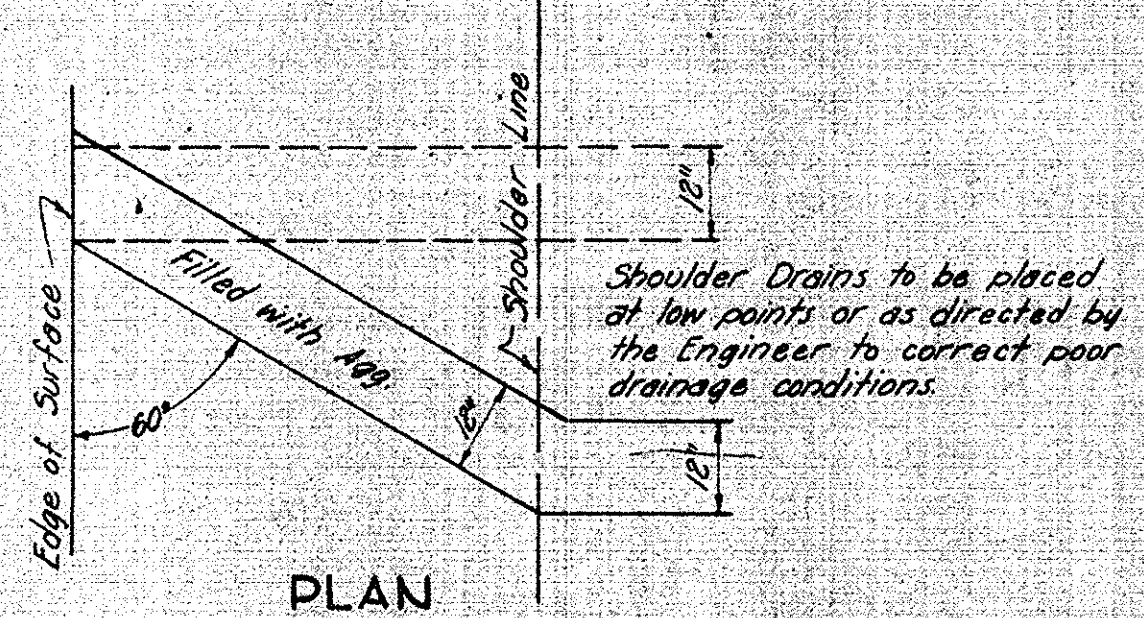 Shoulder Line
12"
Edge of Surface
Filled with Agg.
Shoulder Drains to be placed
at low points or as directed by
the Engineer to correct poor
drainage conditions.
60°
12"
12"
PLAN